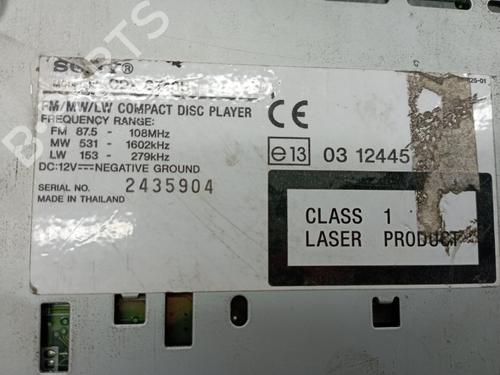 SONY®
FM/MW/LW COMPACT DISC PLAYER
FREQUENCY RANGE:
FM 87.5 - 108MHz
MW 531 - 1602kHz
LW 153 - 279kHz
DC:12V⎓NEGATIVE GROUND
SERIAL NO. 2435904
MADE IN THAILAND
CE
e13 03 12445
CLASS 1
LASER PRODUCT
PARTS